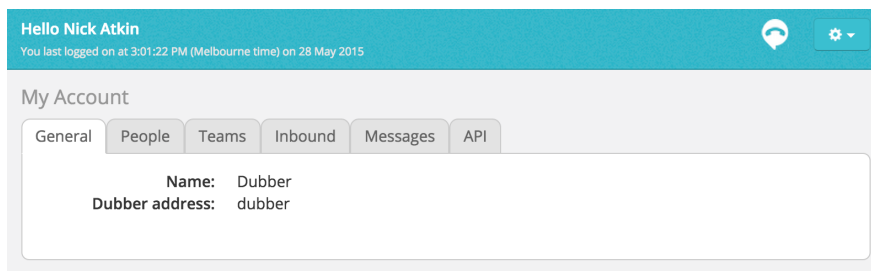 Hello Nick Atkin
You last logged on at 3:01:22 PM (Melbourne time) on 28 May 2015
My Account
General People Teams Inbound Messages API
Name: Dubber
Dubber address: dubber